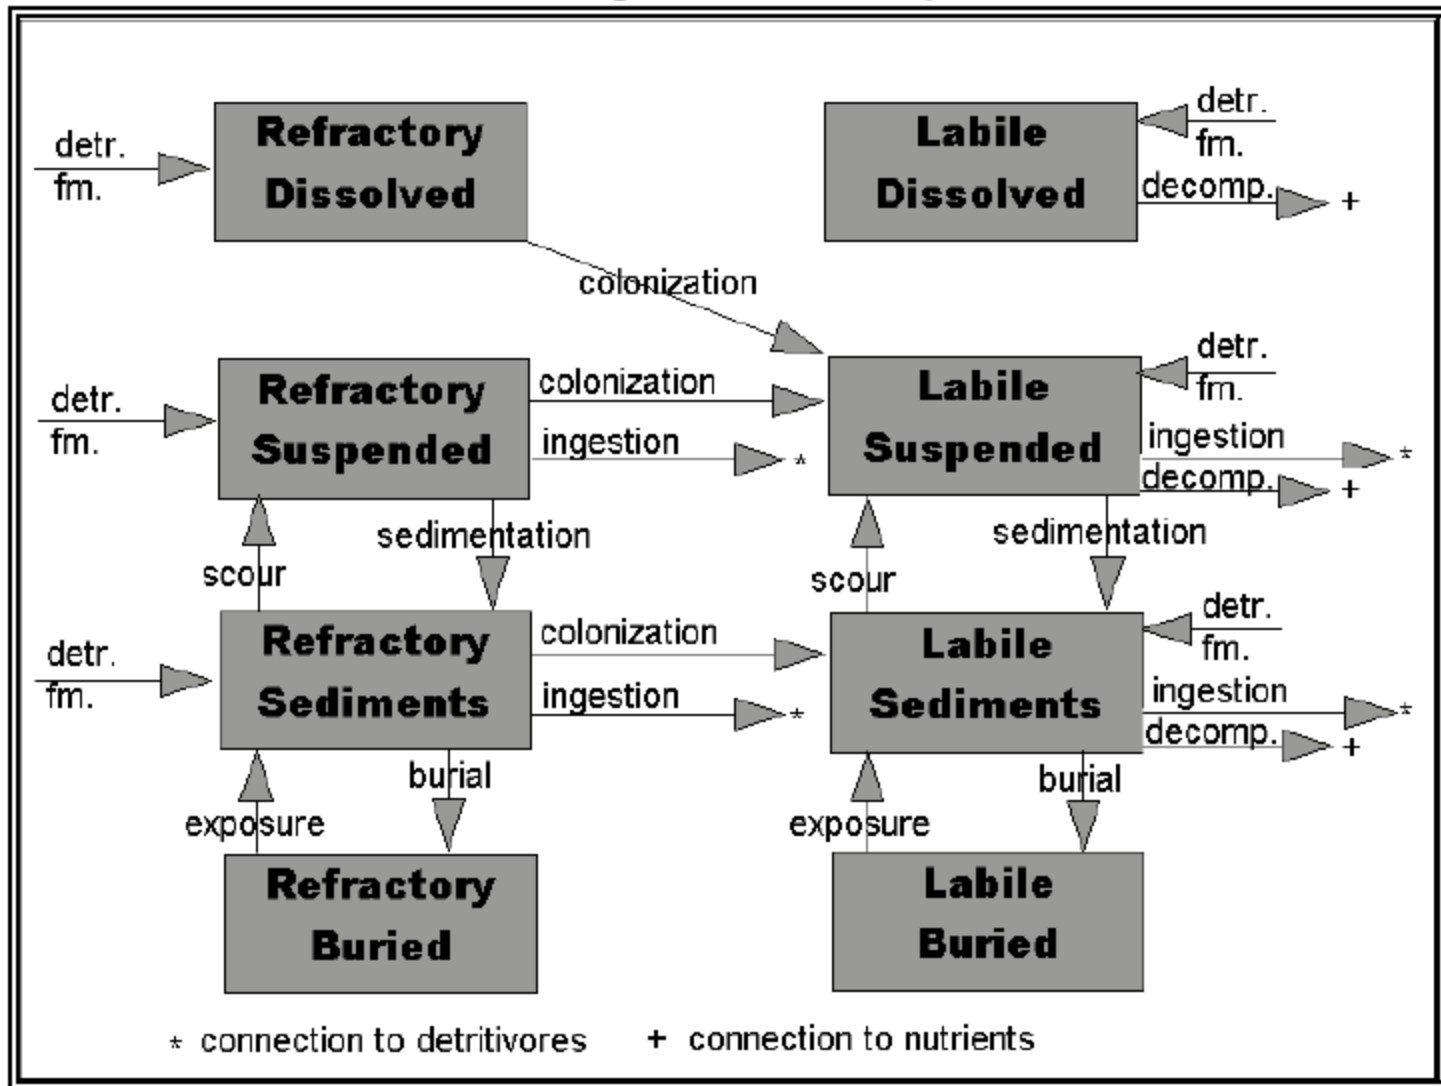 detr.
fm.
Refractory
Dissolved
Labile
Dissolved
detr.
fm.
decomp.
+
colonization
detr.
fm.
Refractory
Suspended
colonization
ingestion
*
Labile
Suspended
detr.
fm.
ingestion
*
decomp.
+
scour
sedimentation
scour
sedimentation
detr.
fm.
Refractory
Sediments
colonization
ingestion
*
Labile
Sediments
detr.
fm.
ingestion
*
decomp.
+
exposure
burial
exposure
burial
Refractory
Buried
Labile
Buried
* connection to detritivores + connection to nutrients